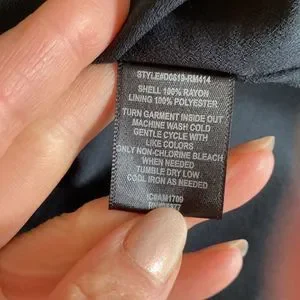 STYLE#D0819-RM414
SHELL 100% RAYON
LINING 100% POLYESTER
TURN GARMENT INSIDE OUT
MACHINE WASH COLD
GENTLE CYCLE WITH
LIKE COLORS
ONLY NON-CHLORINE BLEACH
WHEN NEEDED
TUMBLE DRY LOW
COOL IRON AS NEEDED